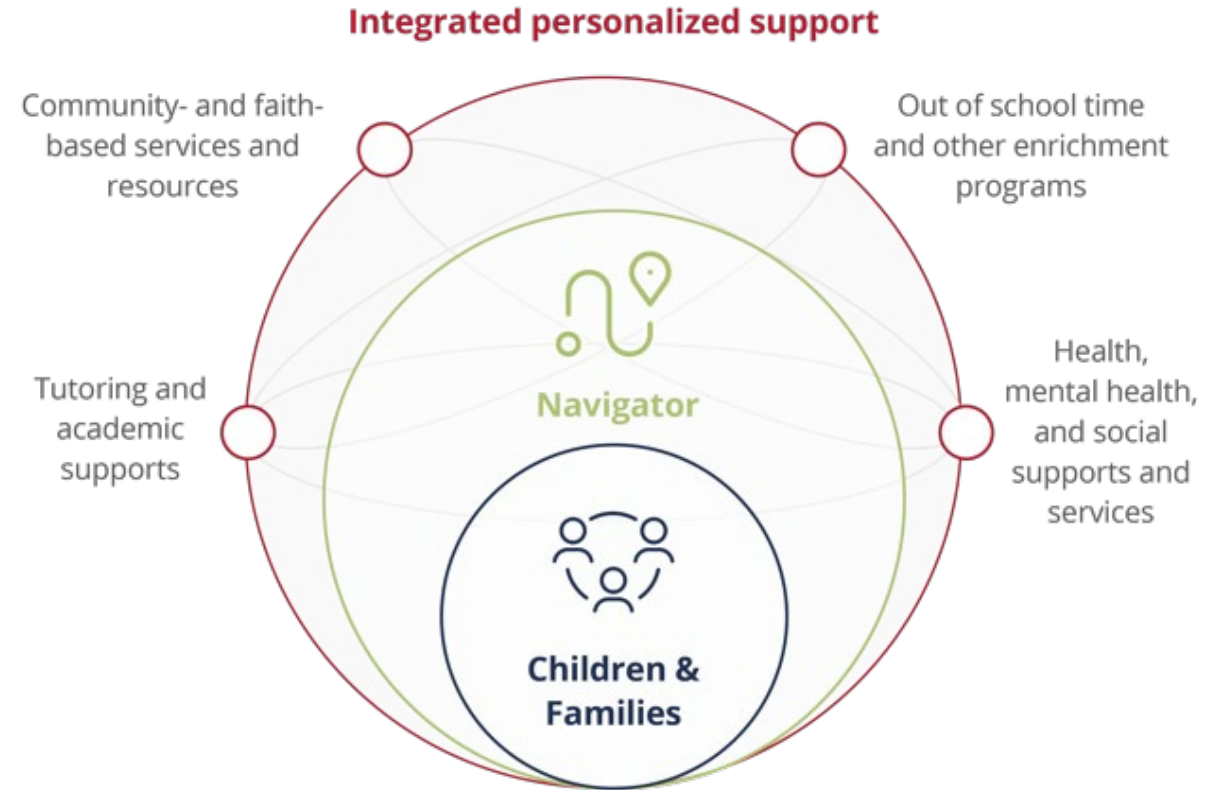 Integrated personalized support
Community- and faith-
based services and
resources
Out of school time
and other enrichment
programs
Navigator
Tutoring and
academic
supports
Health,
mental health,
and social
supports and
services
Children &
Families